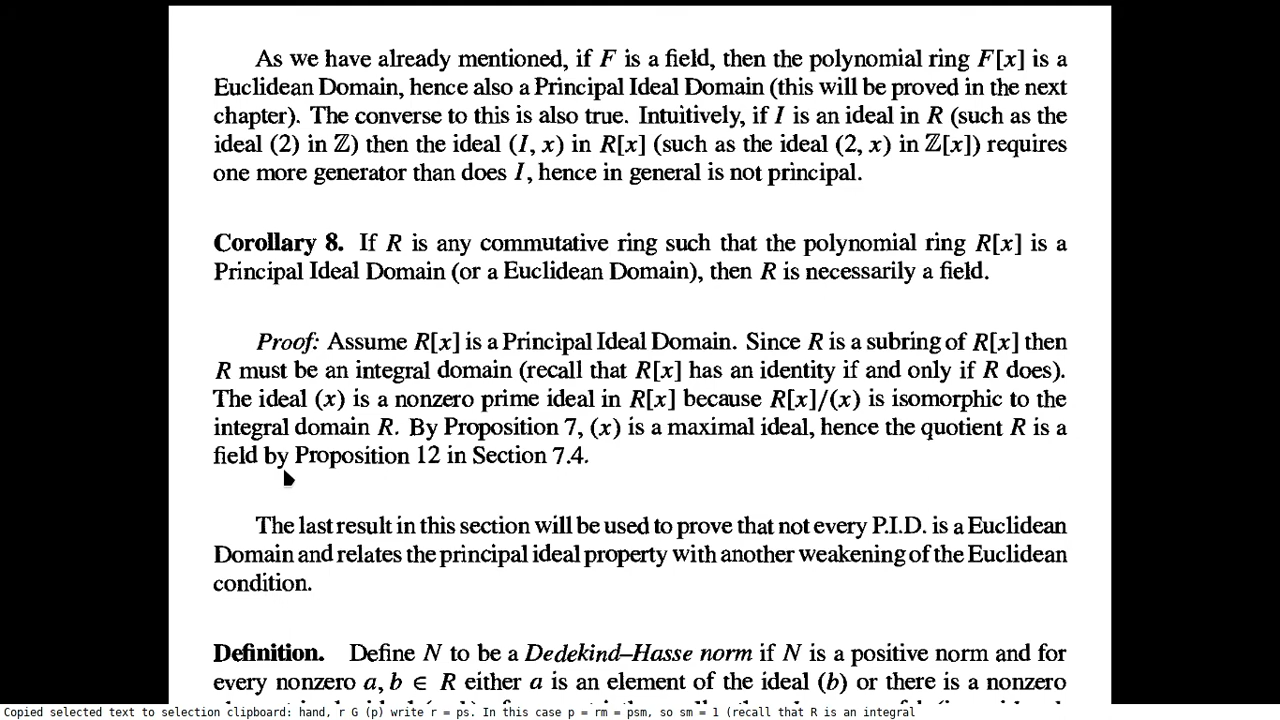 As we have already mentioned, if F is a field, then the polynomial ring F[x] is a
Euclidean Domain, hence also a Principal Ideal Domain (this will be proved in the next
chapter). The converse to this is also true. Intuitively, if I is an ideal in R (such as the
ideal (2) in ℤ) then the ideal (I, x) in R[x] (such as the ideal (2, x) in ℤ[x]) requires
one more generator than does I, hence in general is not principal.
Corollary 8. If R is any commutative ring such that the polynomial ring R[x] is a
Principal Ideal Domain (or a Euclidean Domain), then R is necessarily a field.
Proof: Assume R[x] is a Principal Ideal Domain. Since R is a subring of R[x] then
R must be an integral domain (recall that R[x] has an identity if and only if R does).
The ideal (x) is a nonzero prime ideal in R[x] because R[x]/(x) is isomorphic to the
integral domain R. By Proposition 7, (x) is a maximal ideal, hence the quotient R is a
field by Proposition 12 in Section 7.4.
The last result in this section will be used to prove that not every P.I.D. is a Euclidean
Domain and relates the principal ideal property with another weakening of the Euclidean
condition.
Definition. Define N to be a Dedekind–Hasse norm if N is a positive norm and for
every nonzero a, b ∈ R either a is an element of the ideal (b) or there is a nonzero
Copied selected text to selection clipboard: hand, r G (p) write r = ps. In this case p = rm = psm, so sm = 1 (recall that R is an integral